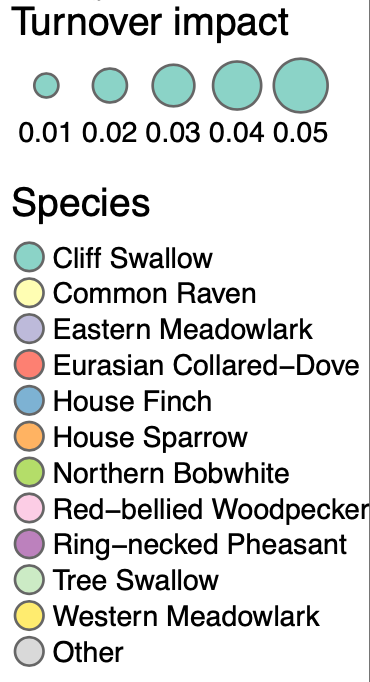 Turnover impact
0.01 0.02 0.03 0.04 0.05
Species
Cliff Swallow
Common Raven
Eastern Meadowlark
Eurasian Collared−Dove
House Finch
House Sparrow
Northern Bobwhite
Red−bellied Woodpecker
Ring−necked Pheasant
Tree Swallow
Western Meadowlark
Other